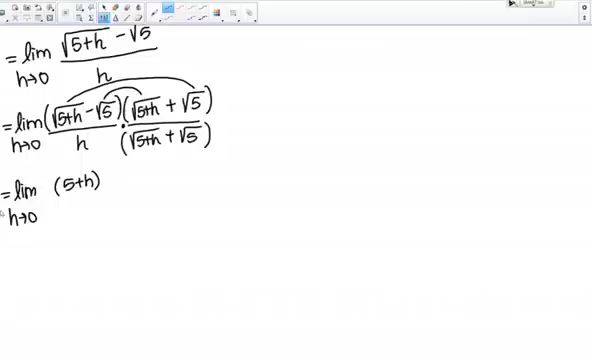 = lim √5+h − √5
h→0 h
= lim (√5+h − √5) (√5+h + √5)
h→0 h · (√5+h + √5)
= lim (5+h)
h→0